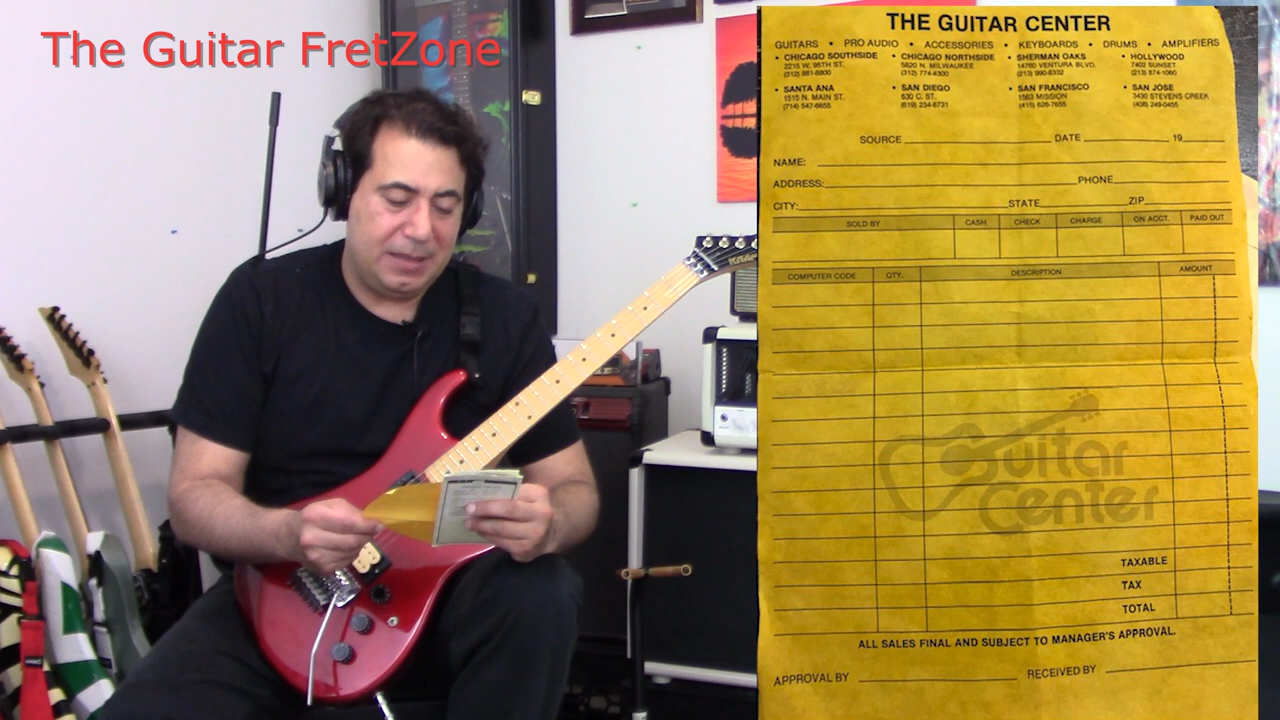 The Guitar FretZone
THE GUITAR CENTER
GUITARS • PRO AUDIO • ACCESSORIES • KEYBOARDS • DRUMS • AMPLIFIERS
• CHICAGO SOUTHSIDE • CHICAGO NORTHSIDE • SHERMAN OAKS • HOLLYWOOD
2215 W. 95TH ST. 5820 N. MILWAUKEE 14760 VENTURA BLVD. 7402 SUNSET
(312) 881-8800 (312) 774-4300 (213) 990-8332 (213) 874-1060
• SANTA ANA • SAN DIEGO • SAN FRANCISCO • SAN JOSE
1515 N. MAIN ST. 630 C. ST. 1563 MISSION 3430 STEVENS CREEK
(714) 547-6655 (619) 234-8731 (415) 626-7655 (408) 249-0455
SOURCE DATE 19
NAME:
ADDRESS: PHONE
CITY: STATE ZIP
SOLD BY CASH CHECK CHARGE ON ACCT. PAID OUT
COMPUTER CODE QTY. DESCRIPTION AMOUNT
Guitar
Center
TAXABLE
TAX
TOTAL
ALL SALES FINAL AND SUBJECT TO MANAGER'S APPROVAL.
APPROVAL BY RECEIVED BY